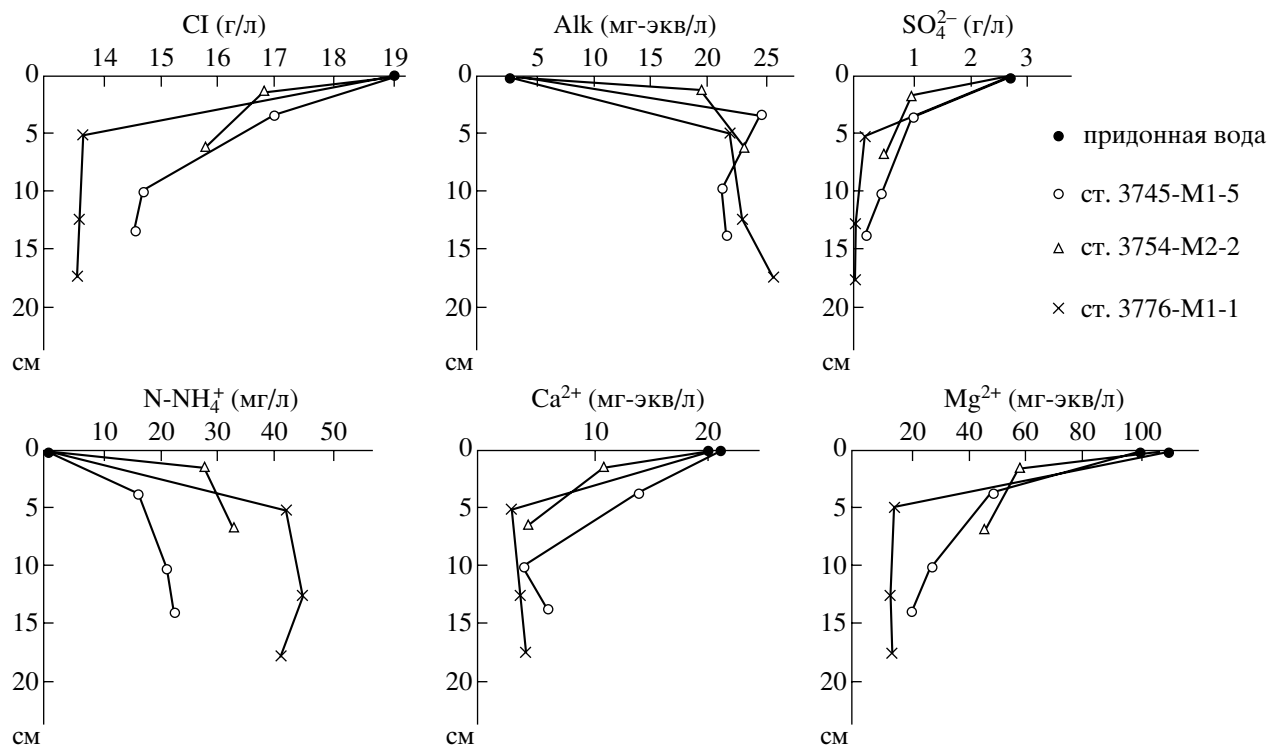 Cl (г/л)
14 15 16 17 18 19
0
5
10
15
20
см
Alk (мг-экв/л)
5 10 15 20 25
0
5
10
15
20
см
SO₄²⁻ (г/л)
1 2 3
0
5
10
15
20
см
придонная вода
ст. 3745-М1-5
ст. 3754-М2-2
ст. 3776-М1-1
N-NH₄⁺ (мг/л)
10 20 30 40 50
0
5
10
15
20
см
Ca²⁺ (мг-экв/л)
10 20
0
5
10
15
20
см
Mg²⁺ (мг-экв/л)
20 40 60 80 100
0
5
10
15
20
см